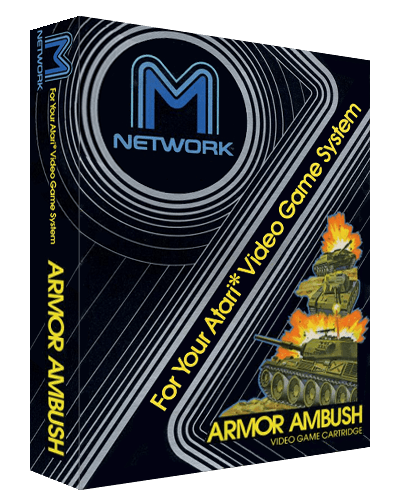 M
NETWORK
For Your Atari* Video Game System
ARMOR AMBUSH
VIDEO GAME CARTRIDGE
M
NETWORK
For Your Atari* Video Game System
ARMOR AMBUSH